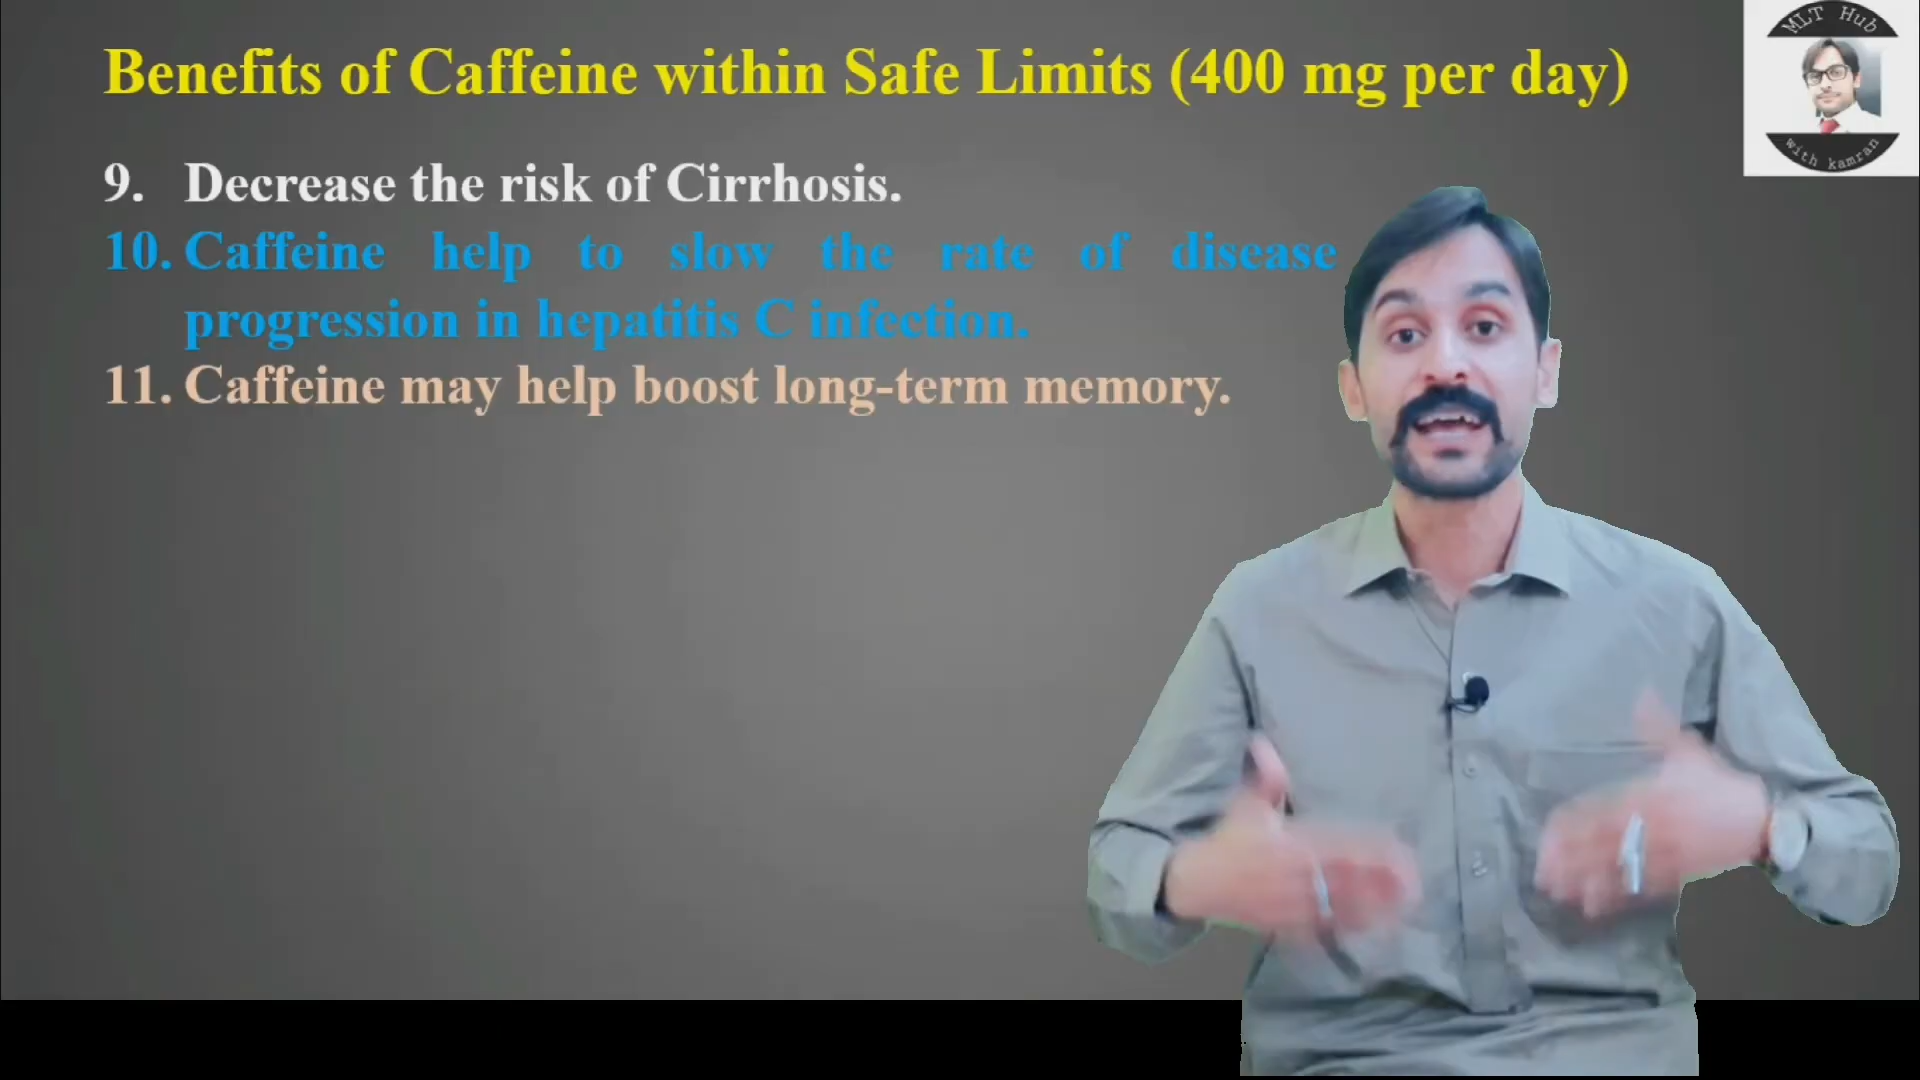 Benefits of Caffeine within Safe Limits (400 mg per day)
MLT Hub
with kamran
9. Decrease the risk of Cirrhosis.
10. Caffeine help to slow the rate of disease
progression in hepatitis C infection.
11. Caffeine may help boost long-term memory.